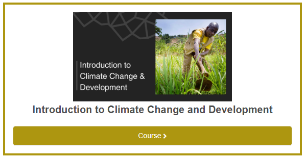 Introduction to
Climate Change &
Development
Introduction to Climate Change and Development
Course